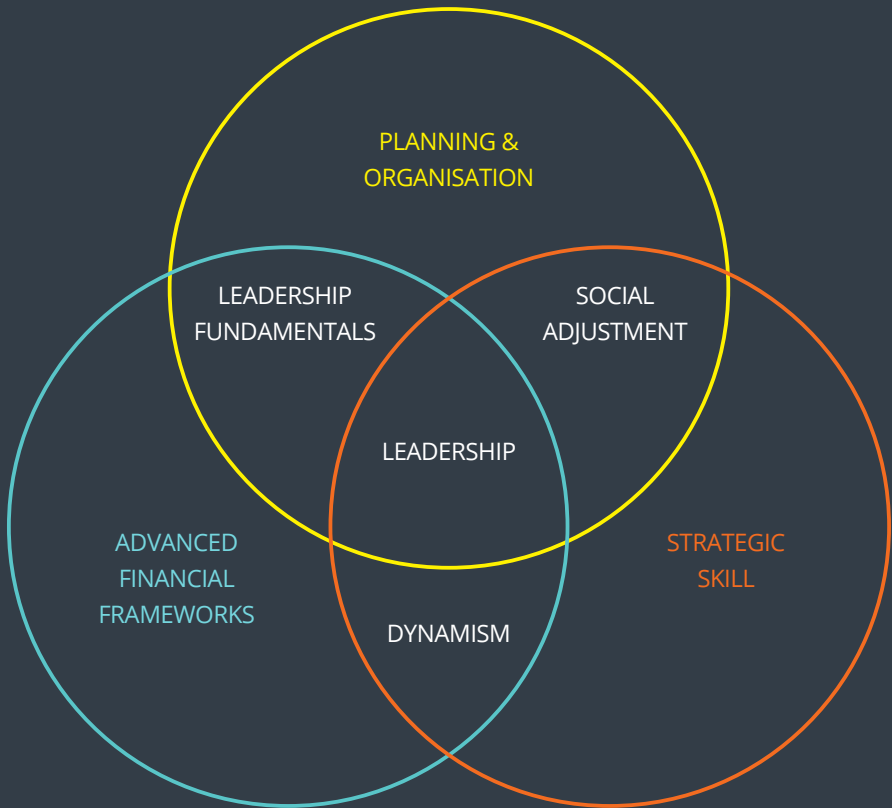 PLANNING &
ORGANISATION
LEADERSHIP
FUNDAMENTALS
SOCIAL
ADJUSTMENT
LEADERSHIP
ADVANCED
FINANCIAL
FRAMEWORKS
STRATEGIC
SKILL
DYNAMISM